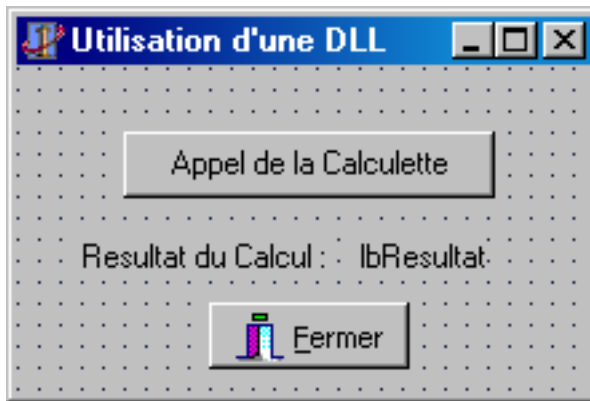 Utilisation d'une DLL
Appel de la Calculette
Resultat du Calcul : lbResultat
Fermer